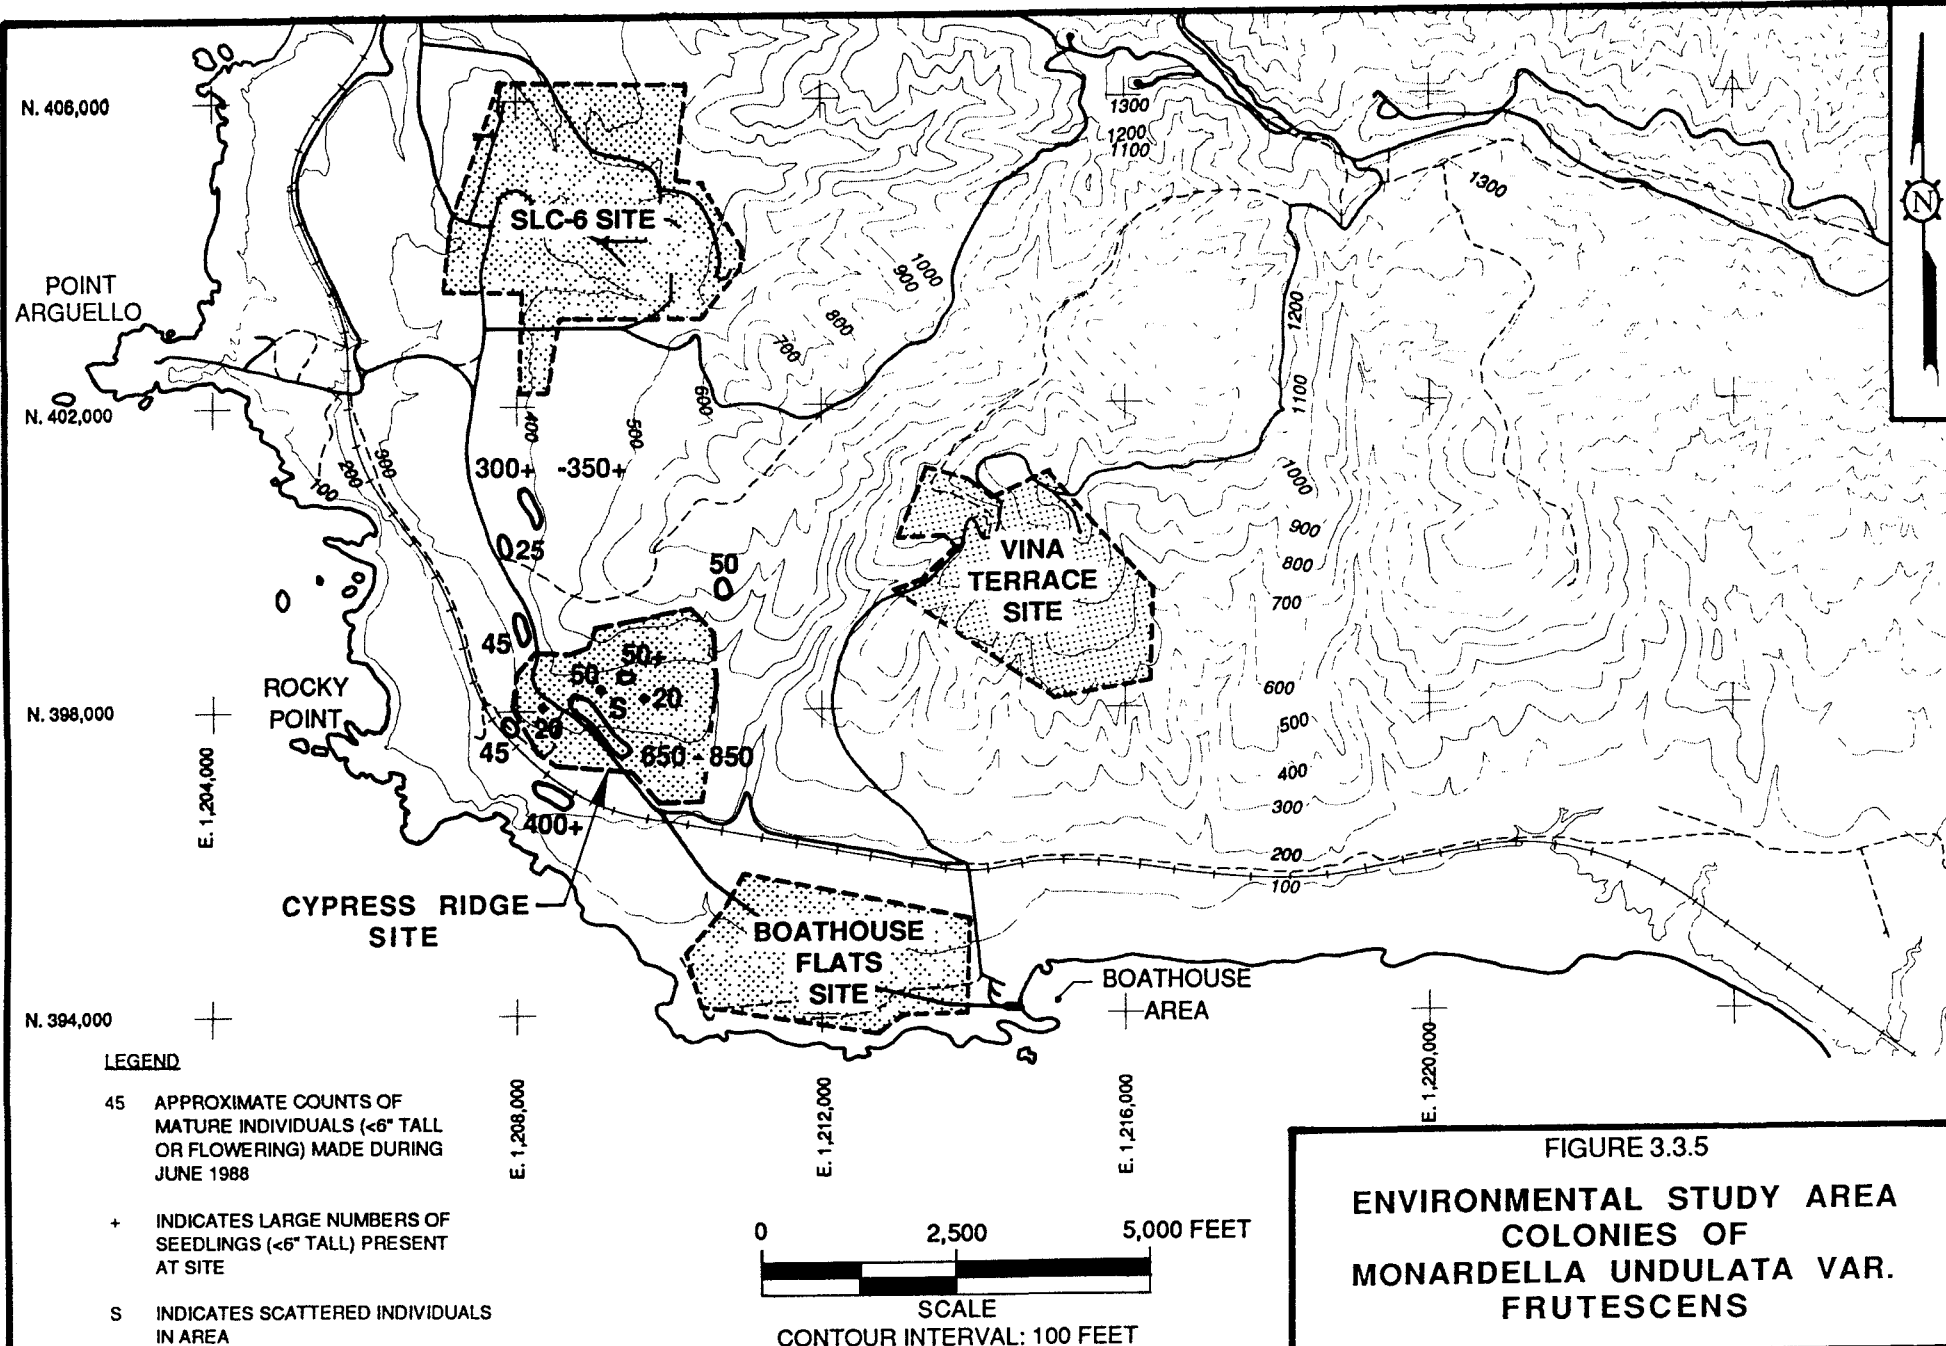 N. 406,000
1300
1200
1100
1300
N
SLC-6 SITE
POINT
ARGUELLO
1000
900
800
700
1200
600
1100
N. 402,000
400
500
300
200
100
300+ -350+
1000
25
50
900
VINA
TERRACE
SITE
800
700
45
50+
50
20
S
20
ROCKY
POINT
600
N. 398,000
500
45
650 - 850
400
E. 1,204,000
300
400+
200
100
CYPRESS RIDGE
SITE
BOATHOUSE
FLATS
SITE
BOATHOUSE
AREA
N. 394,000
E. 1,208,000
E. 1,212,000
E. 1,216,000
E. 1,220,000
LEGEND
45 APPROXIMATE COUNTS OF
MATURE INDIVIDUALS (<6" TALL
OR FLOWERING) MADE DURING
JUNE 1988
+ INDICATES LARGE NUMBERS OF
SEEDLINGS (<6" TALL) PRESENT
AT SITE
S INDICATES SCATTERED INDIVIDUALS
IN AREA
0 2,500 5,000 FEET
SCALE
CONTOUR INTERVAL: 100 FEET
FIGURE 3.3.5
ENVIRONMENTAL STUDY AREA
COLONIES OF
MONARDELLA UNDULATA VAR.
FRUTESCENS